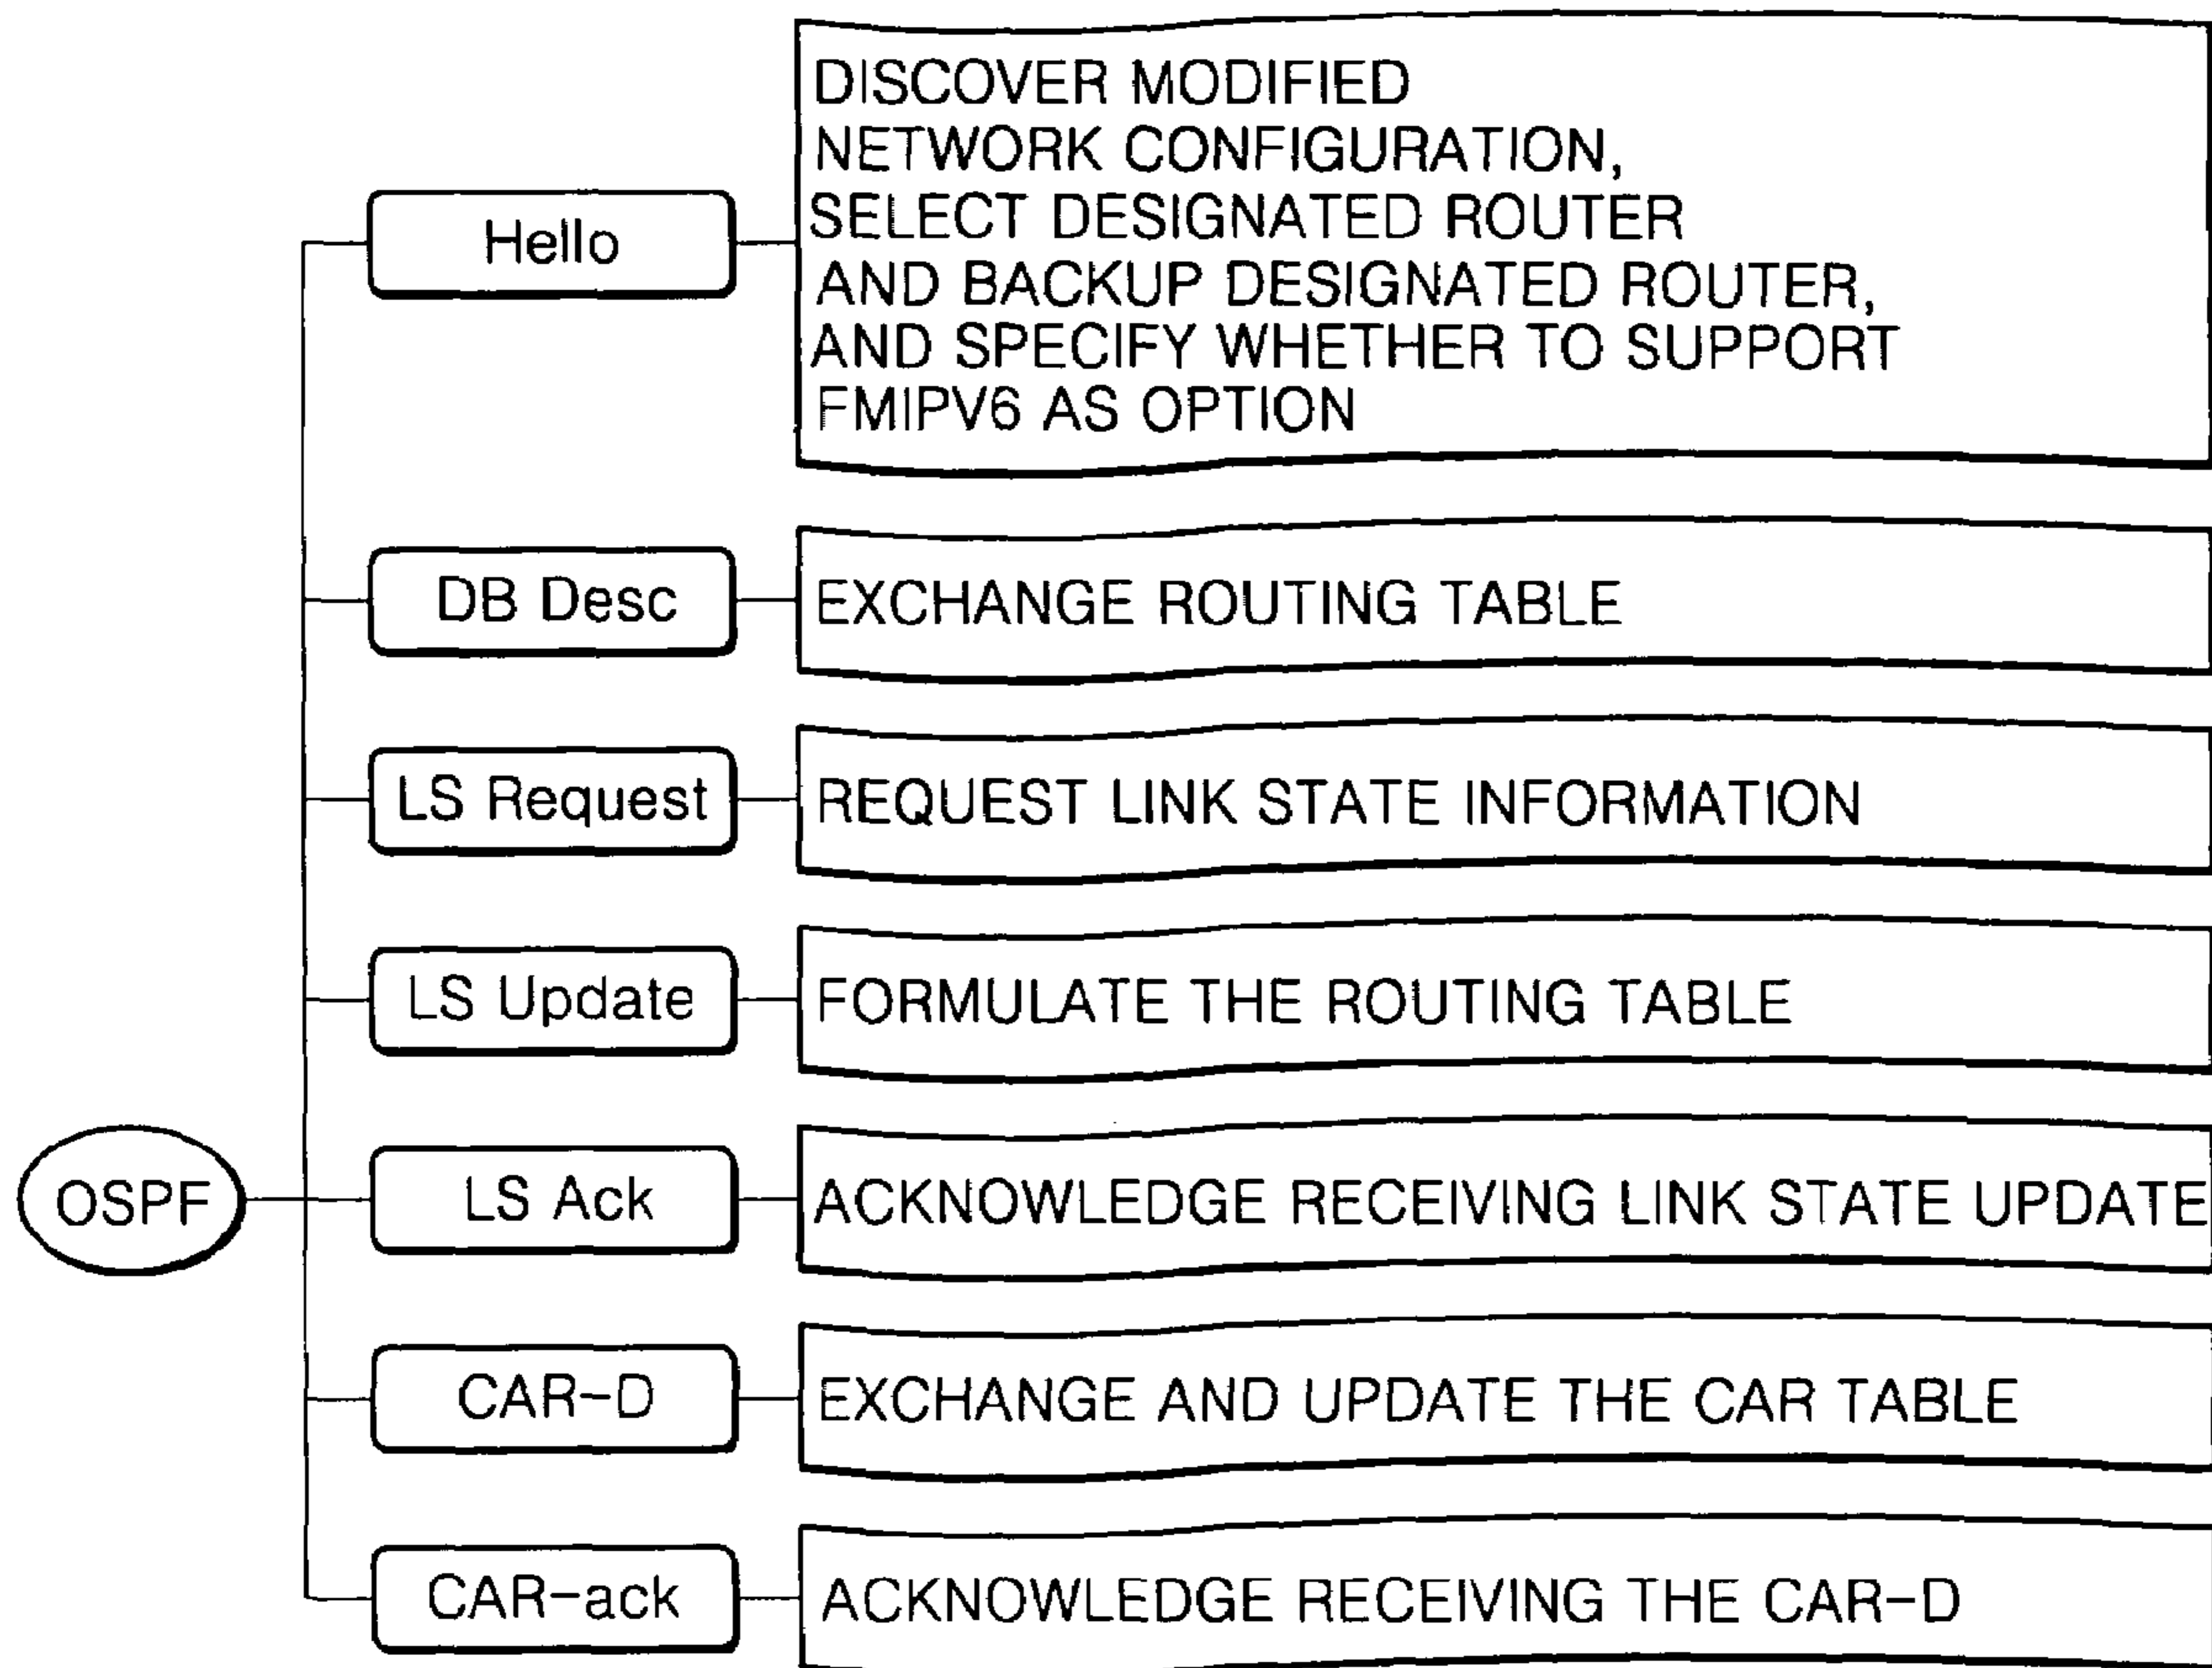 Hello
DISCOVER MODIFIED
NETWORK CONFIGURATION,
SELECT DESIGNATED ROUTER
AND BACKUP DESIGNATED ROUTER,
AND SPECIFY WHETHER TO SUPPORT
FMIPV6 AS OPTION
DB Desc
EXCHANGE ROUTING TABLE
LS Request
REQUEST LINK STATE INFORMATION
LS Update
FORMULATE THE ROUTING TABLE
OSPF
LS Ack
ACKNOWLEDGE RECEIVING LINK STATE UPDATE
CAR-D
EXCHANGE AND UPDATE THE CAR TABLE
CAR-ack
ACKNOWLEDGE RECEIVING THE CAR-D